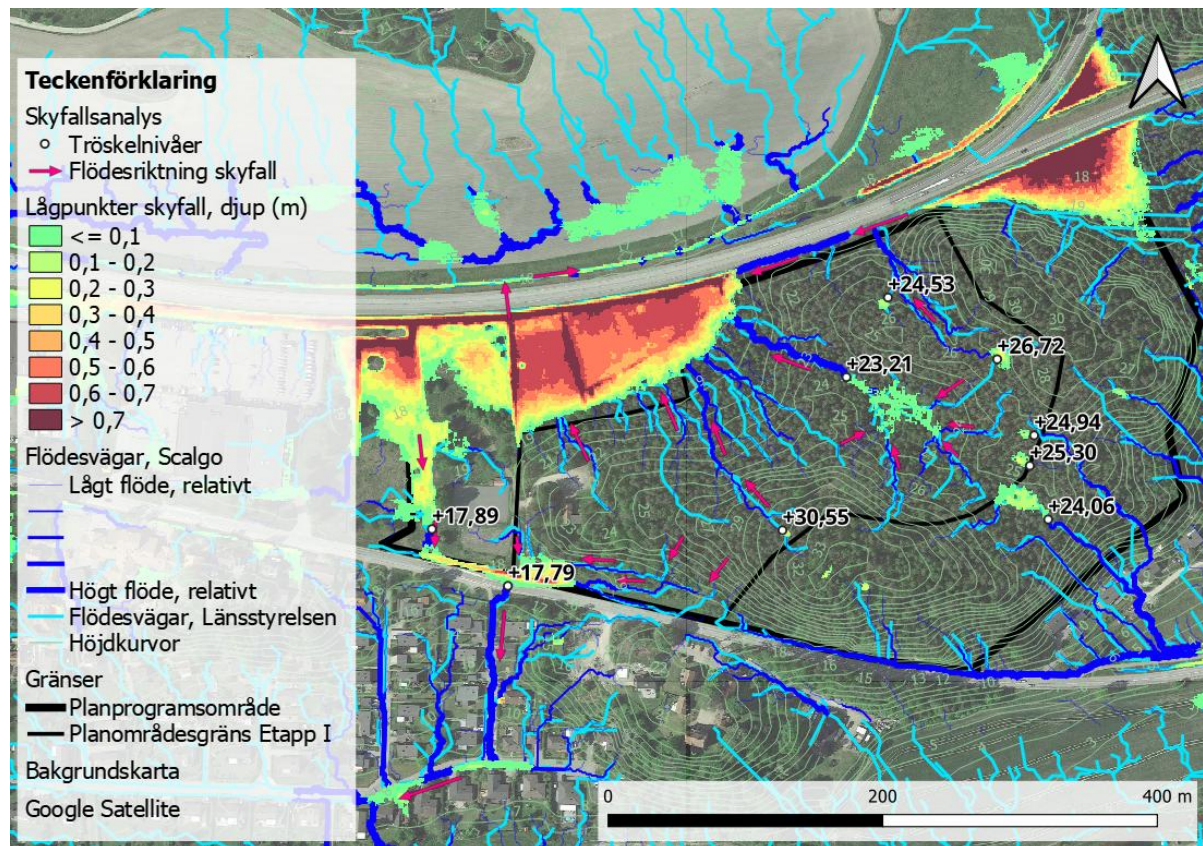 Teckenförklaring
Skyfallsanalys
Tröskelnivåer
Flödesriktning skyfall
Lågpunkter skyfall, djup (m)
<= 0,1
0,1 - 0,2
0,2 - 0,3
0,3 - 0,4
0,4 - 0,5
0,5 - 0,6
0,6 - 0,7
> 0,7
Flödesvägar, Scalgo
Lågt flöde, relativt
Högt flöde, relativt
Flödesvägar, Länsstyrelsen
Höjdkurvor
Gränser
Planprogramsområde
Planområdesgräns Etapp I
Bakgrundskarta
Google Satellite
+24,53
+26,72
+23,21
+24,94
+25,30
+24,06
+30,55
+17,89
+17,79
0 200 400 m